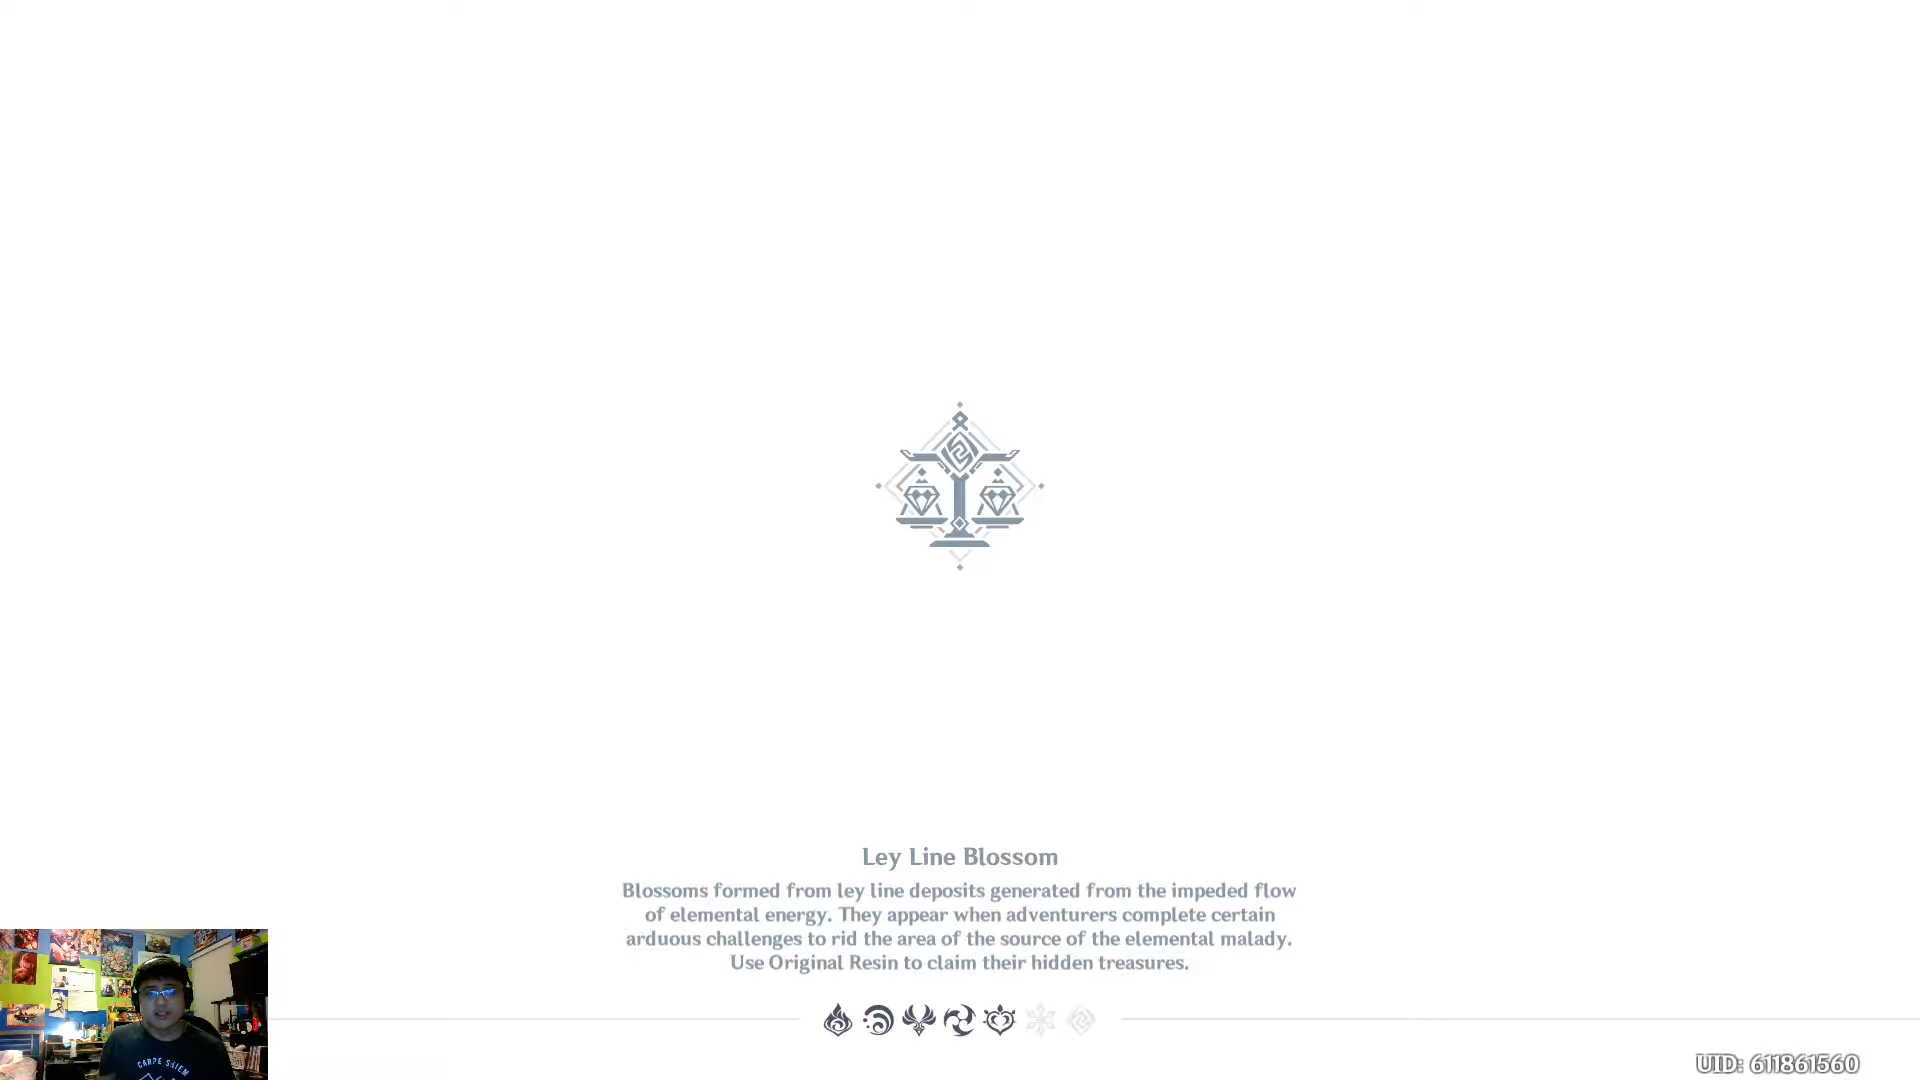 Ley Line Blossom
Blossoms formed from ley line deposits generated from the impeded flow
of elemental energy. They appear when adventurers complete certain
arduous challenges to rid the area of the source of the elemental malady.
Use Original Resin to claim their hidden treasures.
CARPE SKIEM
UID: 611861560